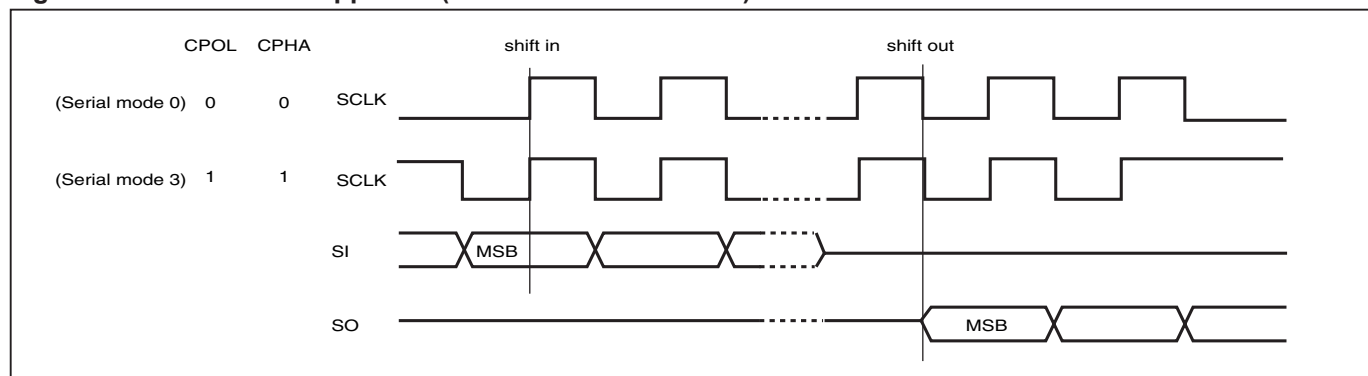 CPOL CPHA shift in shift out
(Serial mode 0) 0 0 SCLK
(Serial mode 3) 1 1 SCLK
SI MSB
SO MSB